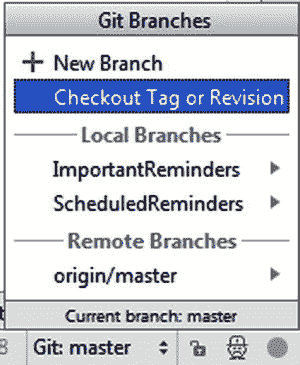 Git Branches
New Branch
Checkout Tag or Revision
Local Branches
ImportantReminders
ScheduledReminders
Remote Branches
origin/master
Current branch: master
8 Git: master